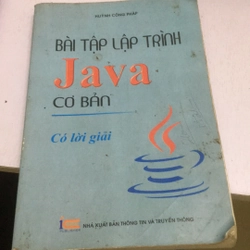 HUỲNH CÔNG PHÁP
BÀI TẬP LẬP TRÌNH
Java
CƠ BẢN
Có lời giải
NHÀ XUẤT BẢN THÔNG TIN VÀ TRUYỀN THÔNG